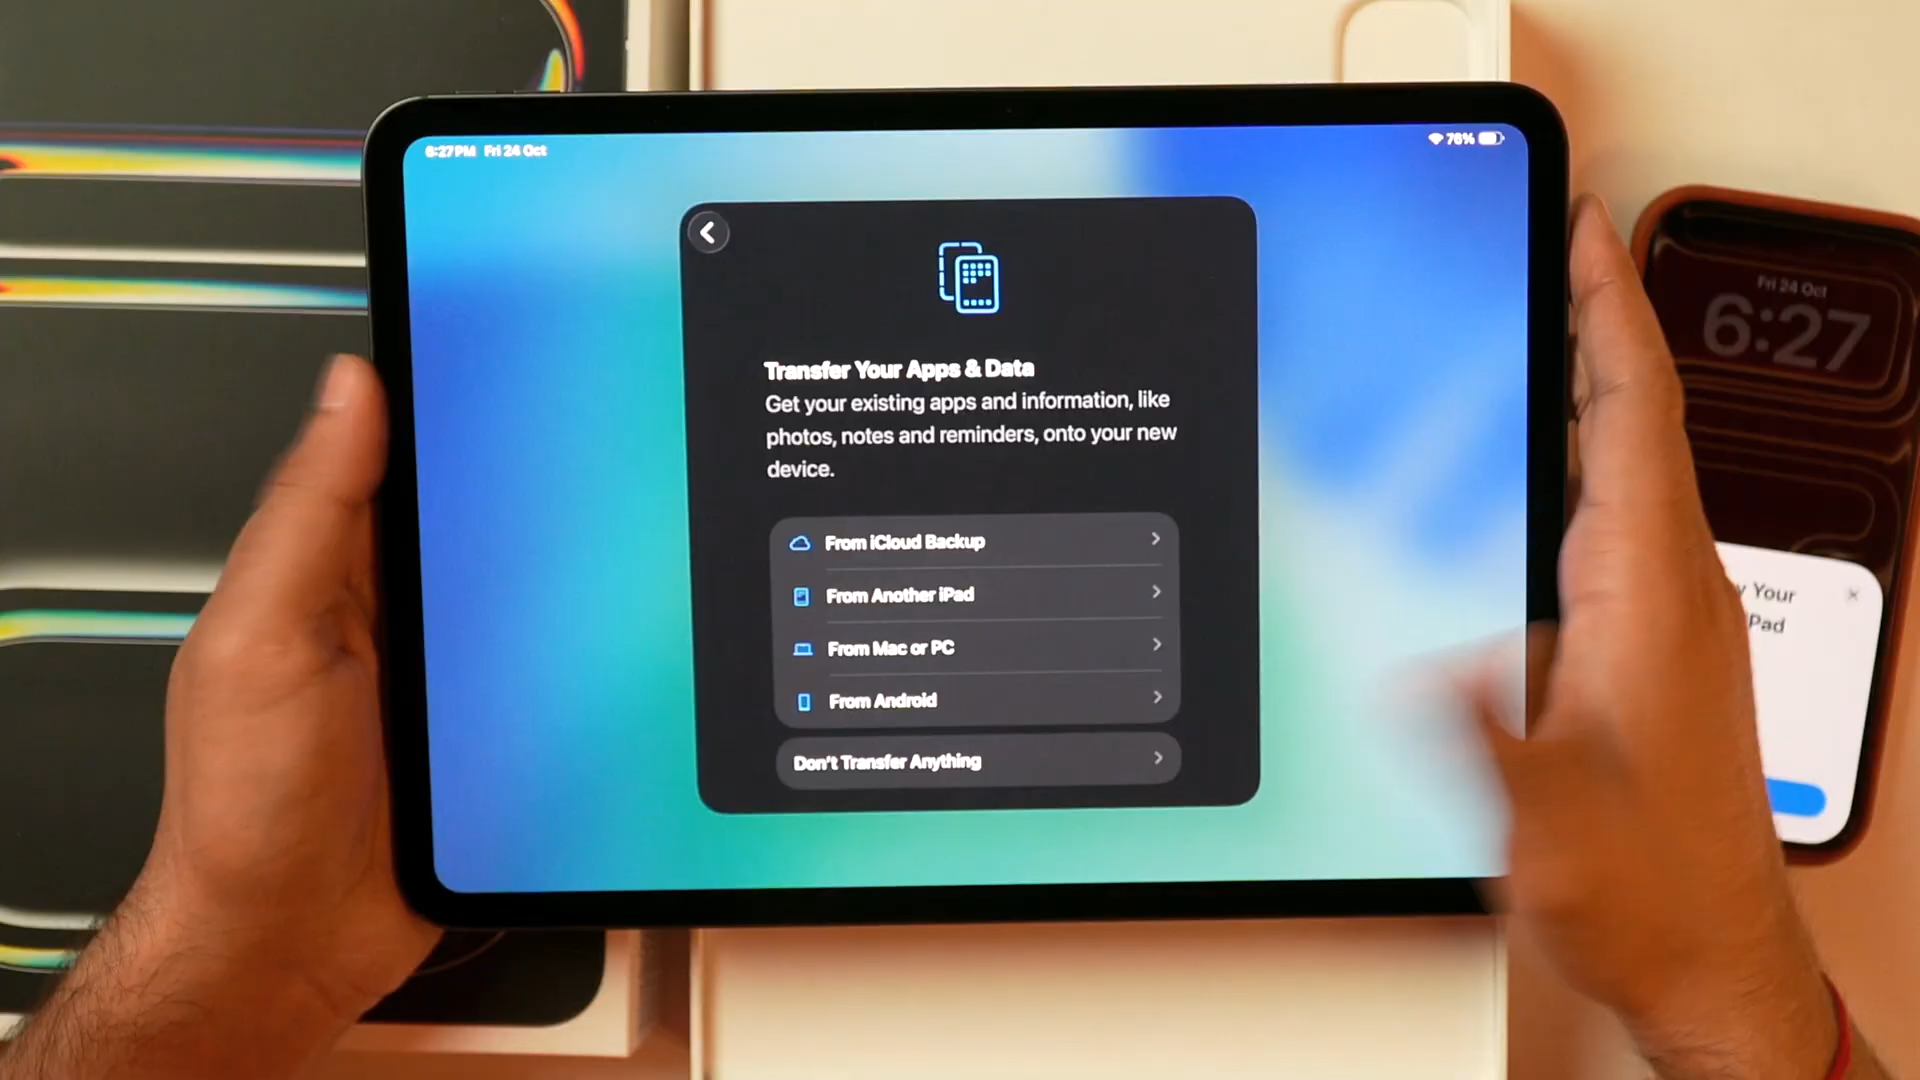 6:27 PM Fri 24 Oct
76%
Transfer Your Apps & Data
Get your existing apps and information, like
photos, notes and reminders, onto your new
device.
From iCloud Backup
From Another iPad
From Mac or PC
From Android
Don't Transfer Anything
Fri 24 Oct
6:27
Your
Pad